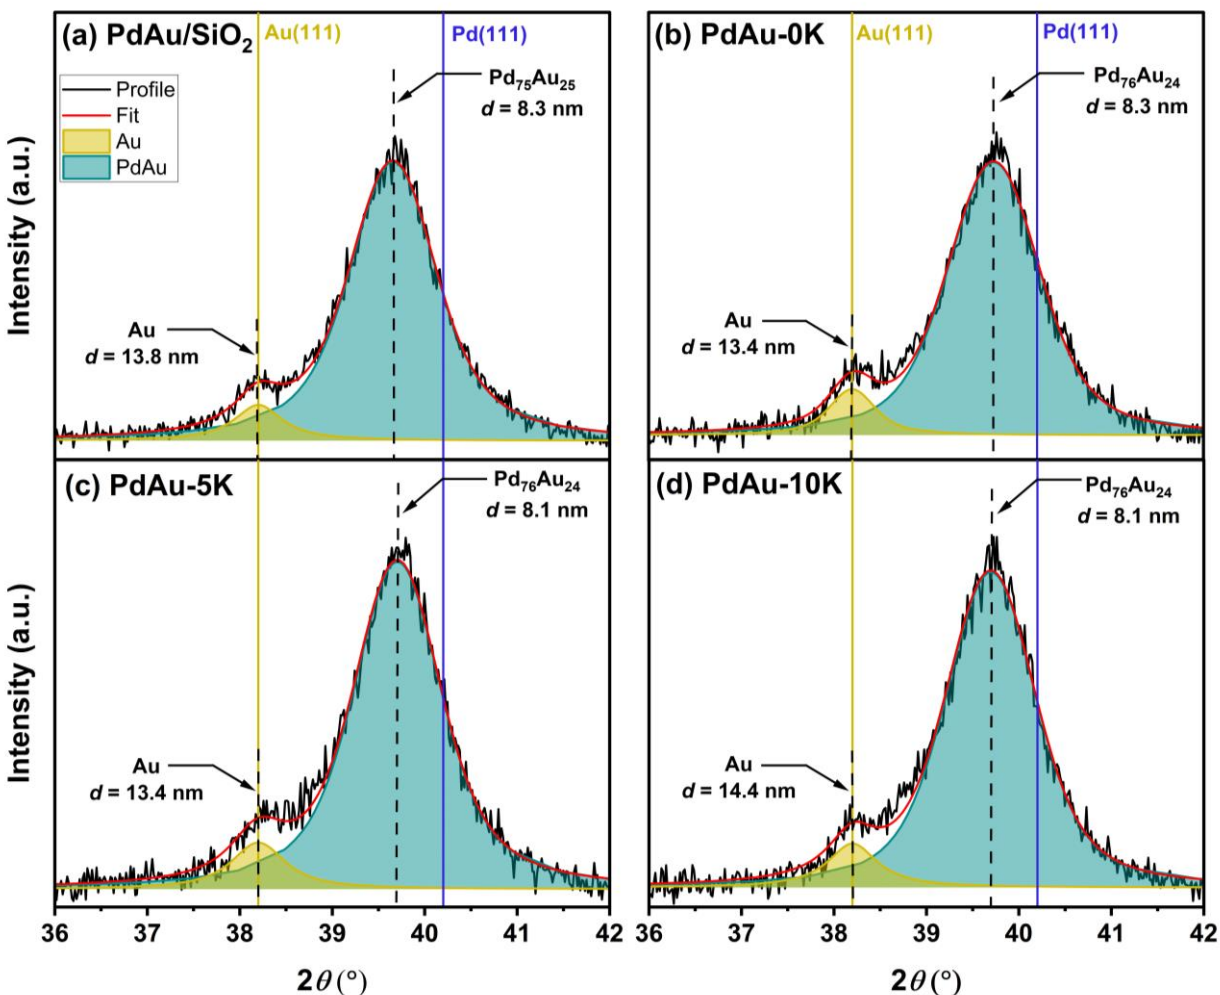 (a) PdAu/SiO₂
Au(111)
Pd(111)
Profile
Fit
Au
PdAu
Pd₇₅Au₂₅
d = 8.3 nm
Au
d = 13.8 nm
Intensity (a.u.)
(b) PdAu-0K
Au(111)
Pd(111)
Pd₇₆Au₂₄
d = 8.3 nm
Au
d = 13.4 nm
(c) PdAu-5K
Pd₇₆Au₂₄
d = 8.1 nm
Au
d = 13.4 nm
Intensity (a.u.)
36 37 38 39 40 41 42
2θ (°)
(d) PdAu-10K
Pd₇₆Au₂₄
d = 8.1 nm
Au
d = 14.4 nm
36 37 38 39 40 41 42
2θ (°)